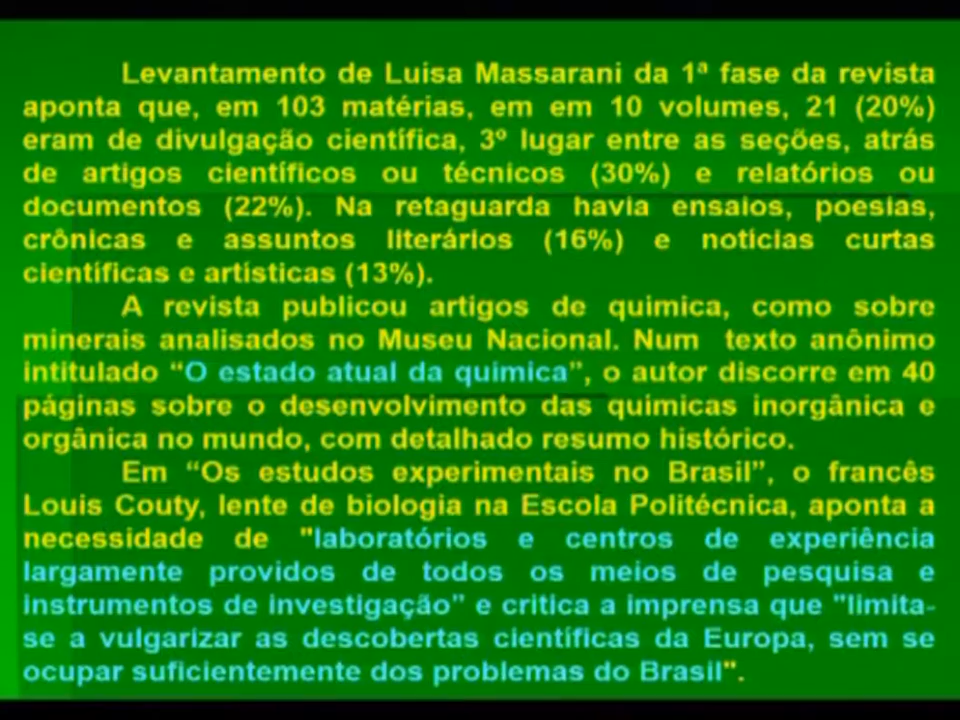 Levantamento de Luisa Massarani da 1ª fase da revista
aponta que, em 103 matérias, em em 10 volumes, 21 (20%)
eram de divulgação científica, 3º lugar entre as seções, atrás
de artigos científicos ou técnicos (30%) e relatórios ou
documentos (22%). Na retaguarda havia ensaios, poesias,
crônicas e assuntos literários (16%) e notícias curtas
científicas e artísticas (13%).
A revista publicou artigos de química, como sobre
minerais analisados no Museu Nacional. Num texto anônimo
intitulado “O estado atual da química”, o autor discorre em 40
páginas sobre o desenvolvimento das químicas inorgânica e
orgânica no mundo, com detalhado resumo histórico.
Em “Os estudos experimentais no Brasil”, o francês
Louis Couty, lente de biologia na Escola Politécnica, aponta a
necessidade de "laboratórios e centros de experiência
largamente providos de todos os meios de pesquisa e
instrumentos de investigação” e critica a imprensa que "limita-
se a vulgarizar as descobertas científicas da Europa, sem se
ocupar suficientemente dos problemas do Brasil".